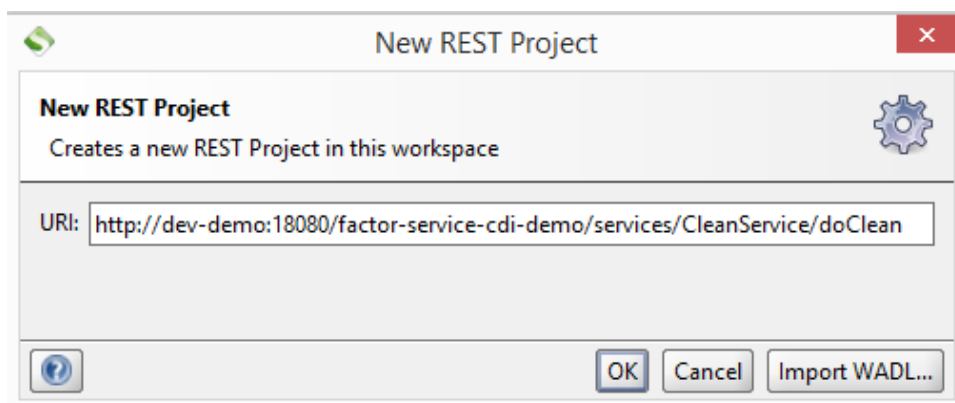 New REST Project
×
New REST Project
Creates a new REST Project in this workspace
URI: http://dev-demo:18080/factor-service-cdi-demo/services/CleanService/doClean
? OK Cancel Import WADL...